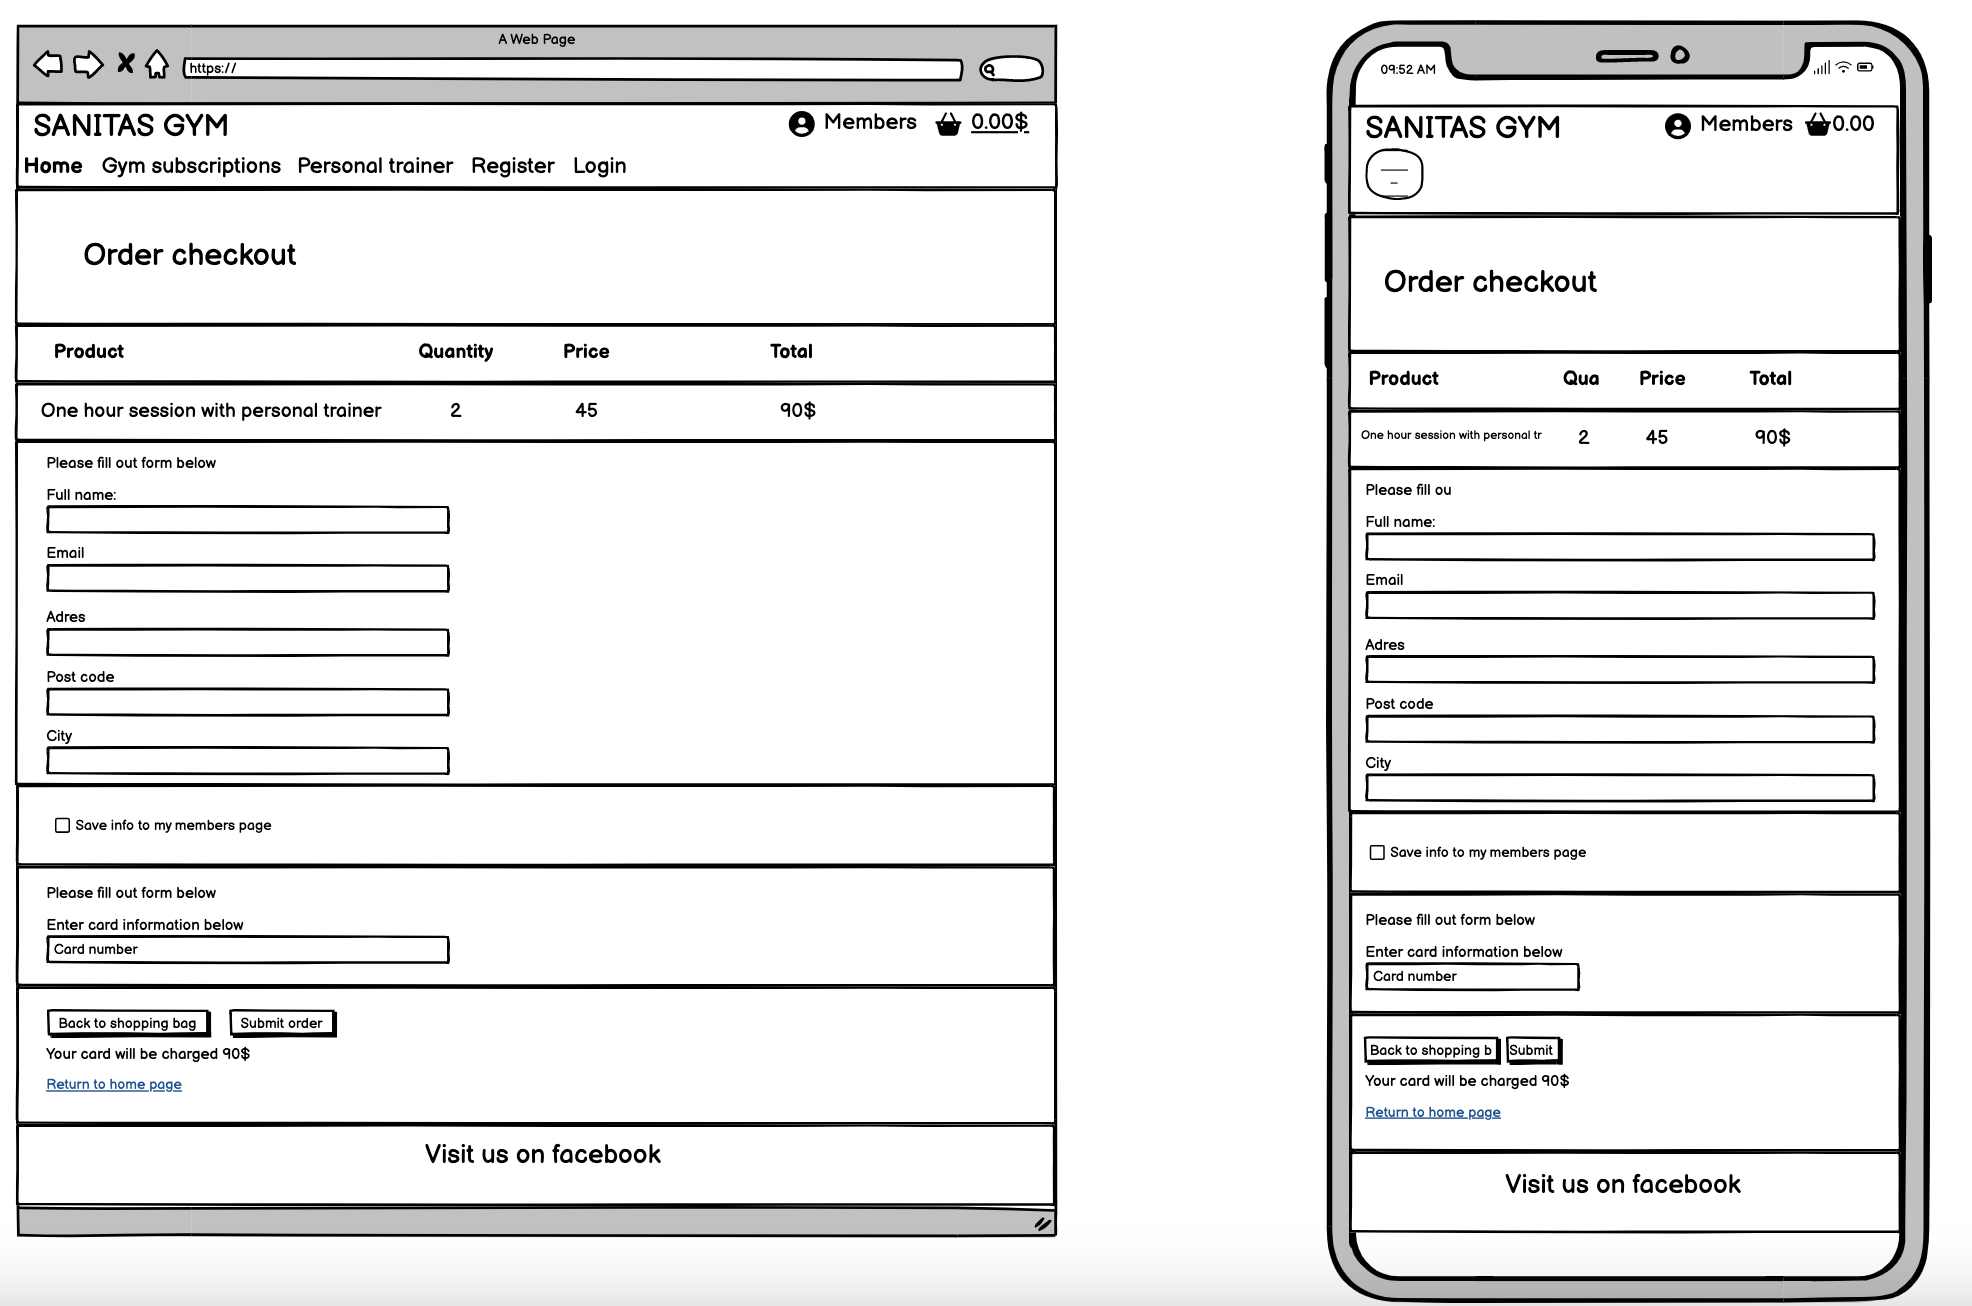 A Web Page
https://
SANITAS GYM
Members
0.00$
Home Gym subscriptions Personal trainer Register Login
Order checkout
Product Quantity Price Total
One hour session with personal trainer 2 45 90$
Please fill out form below
Full name:
Email
Adres
Post code
City
Save info to my members page
Please fill out form below
Enter card information below
Card number
Back to shopping bag Submit order
Your card will be charged 90$
Return to home page
Visit us on facebook
09:52 AM
SANITAS GYM
Members
0.00
Order checkout
Product Qua Price Total
One hour session with personal tr 2 45 90$
Please fill ou
Full name:
Email
Adres
Post code
City
Save info to my members page
Please fill out form below
Enter card information below
Card number
Back to shopping b Submit
Your card will be charged 90$
Return to home page
Visit us on facebook